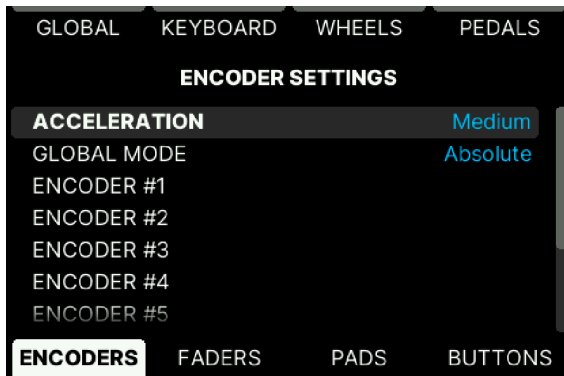 GLOBAL KEYBOARD WHEELS PEDALS
ENCODER SETTINGS
ACCELERATION Medium
GLOBAL MODE Absolute
ENCODER #1
ENCODER #2
ENCODER #3
ENCODER #4
ENCODER #5
ENCODERS FADERS PADS BUTTONS